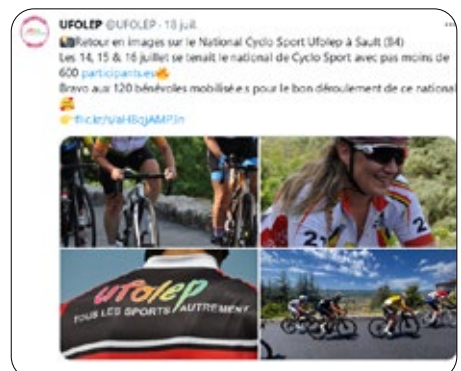 UFOLEP @UFOLEP · 18 juil.
Retour en images sur le National Cyclo Sport Ufolep à Sault (84)
Les 14, 15 & 16 juillet se tenait le national de Cyclo Sport avec pas moins de
600 participants.es
Bravo aux 120 bénévoles mobilisé.e.s pour le bon déroulement de ce national
ufolep
TOUS LES SPORTS AUTREMENT